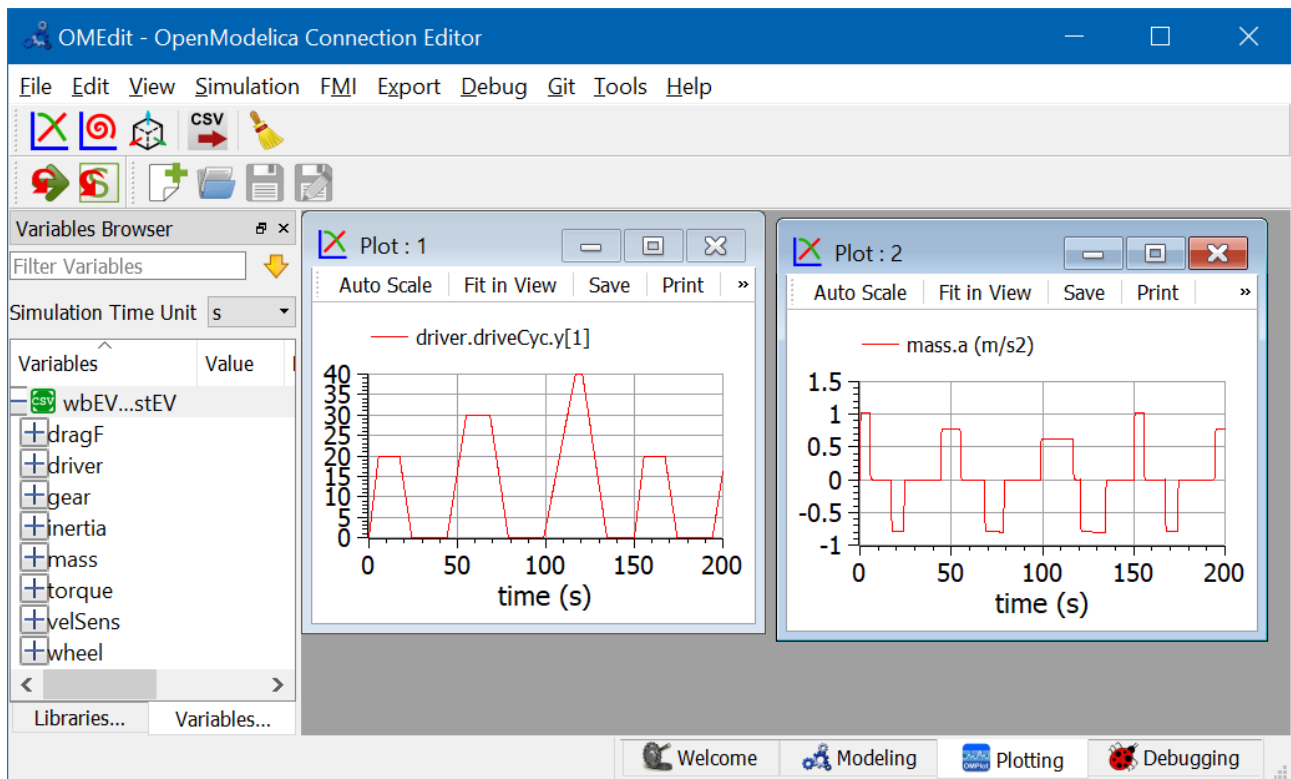 OMEdit - OpenModelica Connection Editor
File Edit View Simulation FMI Export Debug Git Tools Help
CSV
Variables Browser
Filter Variables
Simulation Time Unit s
Variables Value
CSV wbEV...stEV
dragF
driver
gear
inertia
mass
torque
velSens
wheel
Libraries... Variables...
Plot : 1
Auto Scale Fit in View Save Print »
driver.driveCyc.y[1]
40
35
30
25
20
15
10
5
0
0 50 100 150 200
time (s)
Plot : 2
Auto Scale Fit in View Save Print »
mass.a (m/s2)
1.5
1
0.5
0
-0.5
-1
0 50 100 150 200
time (s)
Welcome Modeling OMPlot Plotting Debugging